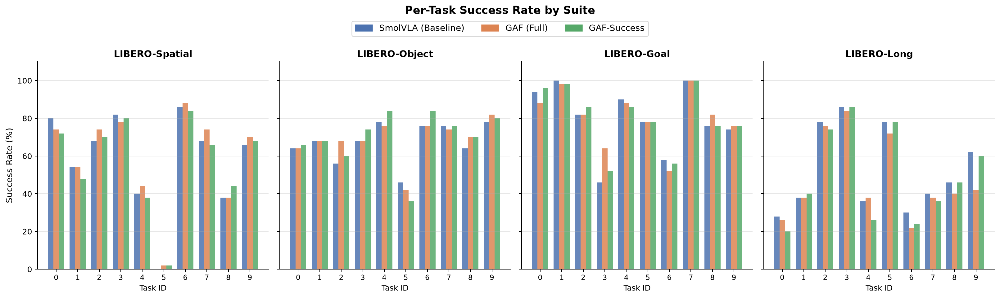 Per-Task Success Rate by Suite
SmolVLA (Baseline) GAF (Full) GAF-Success
LIBERO-Spatial LIBERO-Object LIBERO-Goal LIBERO-Long
Success Rate (%)
100
80
60
40
20
0
0 1 2 3 4 5 6 7 8 9 0 1 2 3 4 5 6 7 8 9 0 1 2 3 4 5 6 7 8 9 0 1 2 3 4 5 6 7 8 9
Task ID Task ID Task ID Task ID